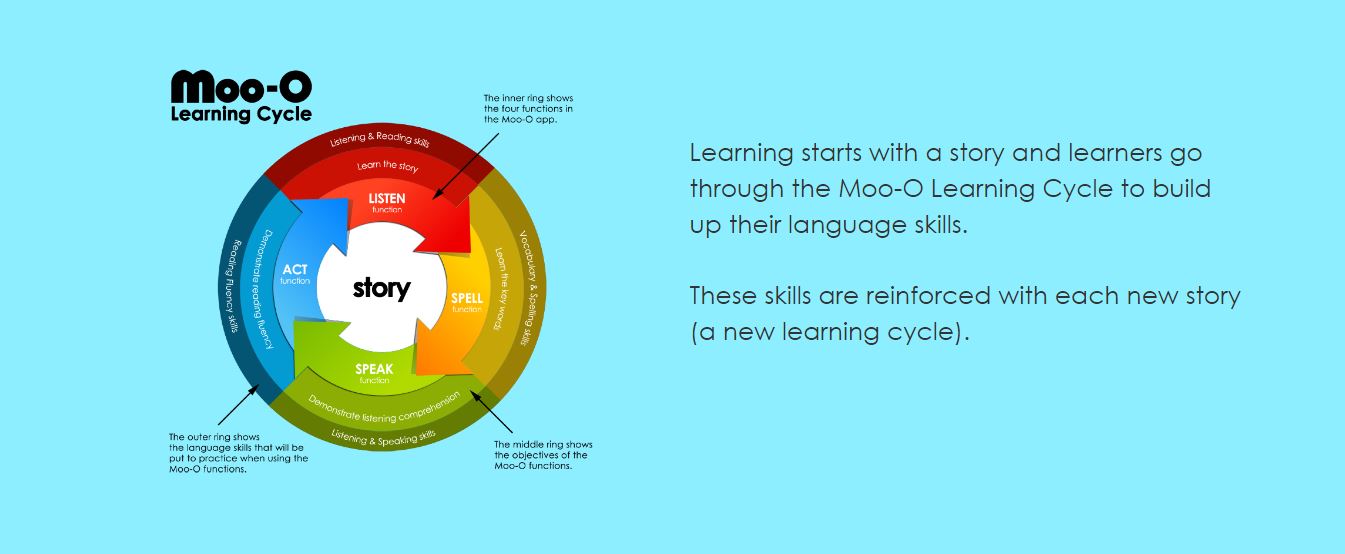 Moo-O
Learning Cycle
The inner ring shows
the four functions in
the Moo-O app.
Listening & Reading skills
Learn the story
LISTEN
function
Vocabulary & Spelling skills
Learn the key words
SPELL
function
Listening & Speaking skills
Demonstrate listening comprehension
SPEAK
function
Reading fluency skills
Demonstrate reading fluency
ACT
function
story
The outer ring shows
the language skills that will be
put to practice when using the
Moo-O functions.
The middle ring shows
the objectives of the
Moo-O functions.
Learning starts with a story and learners go
through the Moo-O Learning Cycle to build
up their language skills.
These skills are reinforced with each new story
(a new learning cycle).